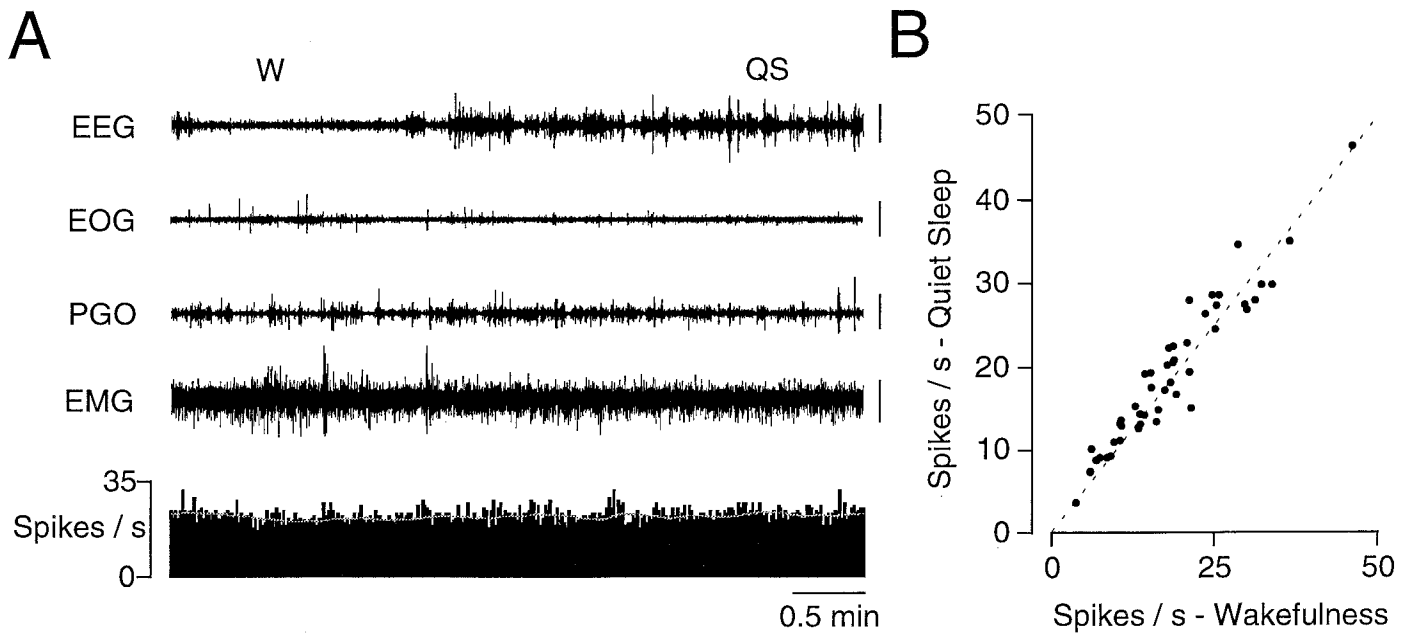 A
W
QS
EEG
EOG
PGO
EMG
35
Spikes / s
0
0.5 min
B
50
40
30
20
10
0
Spikes / s - Quiet Sleep
0
25
50
Spikes / s - Wakefulness